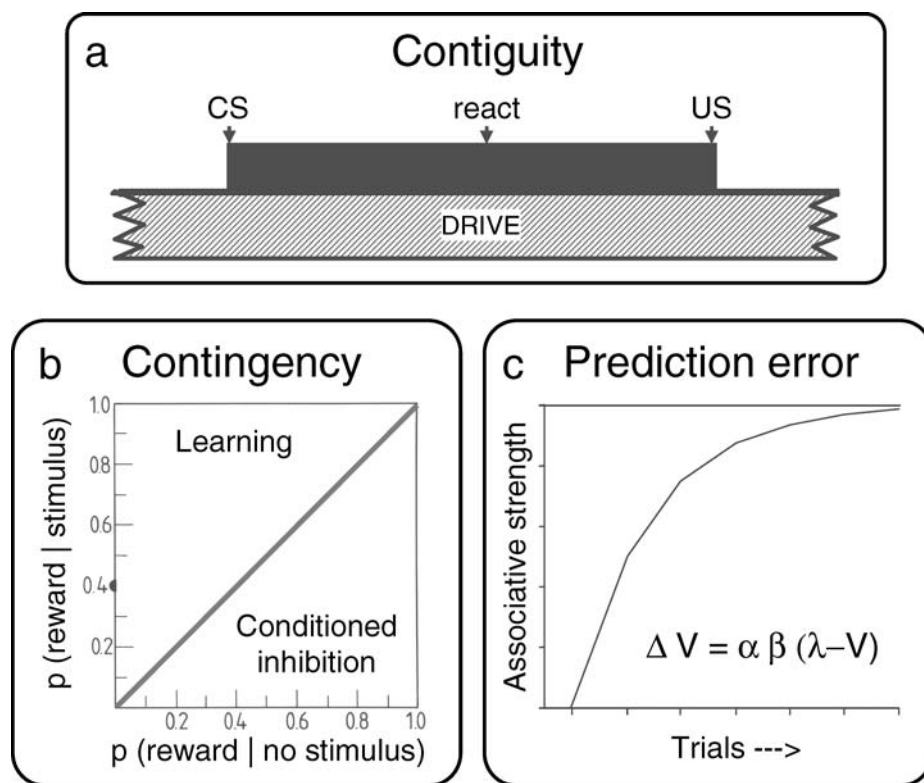 a
Contiguity
CS
react
US
DRIVE
b
Contingency
p (reward | stimulus)
1.0
0.8
0.6
0.4
0.2
Learning
Conditioned
inhibition
0.2
0.4
0.6
0.8
1.0
p (reward | no stimulus)
c
Prediction error
Associative strength
Δ V = α β (λ–V)
Trials --->